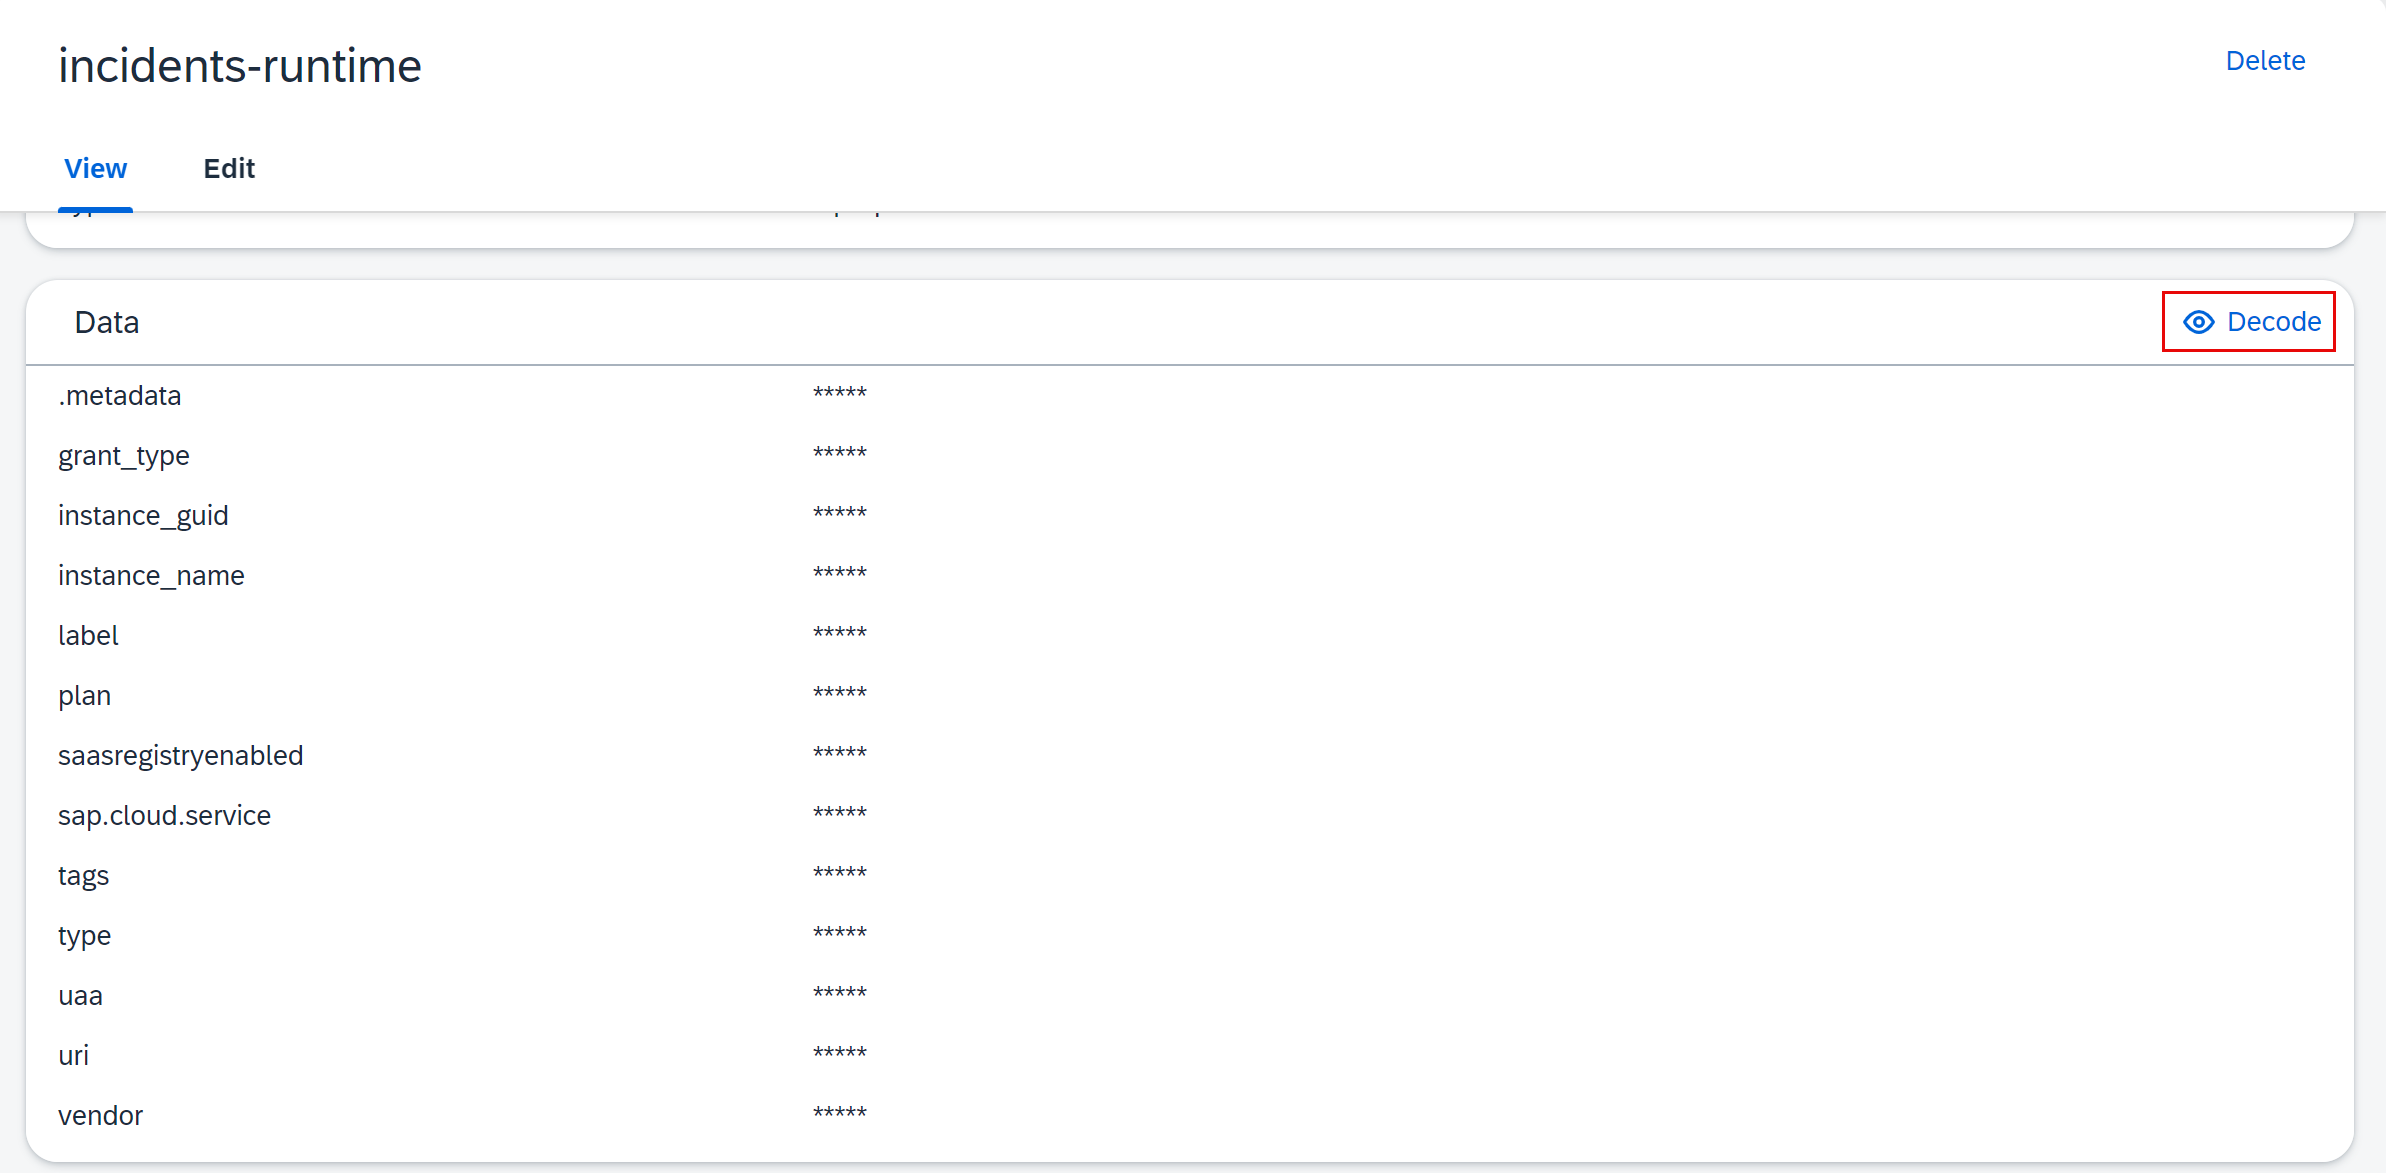 incidents-runtime
Delete
View Edit
Data
Decode
.metadata *****
grant_type *****
instance_guid *****
instance_name *****
label *****
plan *****
saasregistryenabled *****
sap.cloud.service *****
tags *****
type *****
uaa *****
uri *****
vendor *****